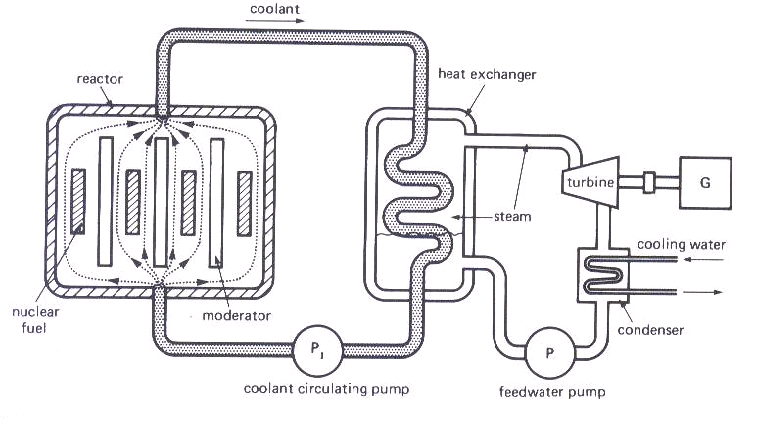 coolant
reactor
heat exchanger
turbine
G
steam
cooling water
nuclear
fuel
moderator
condenser
P₁
P
coolant circulating pump
feedwater pump